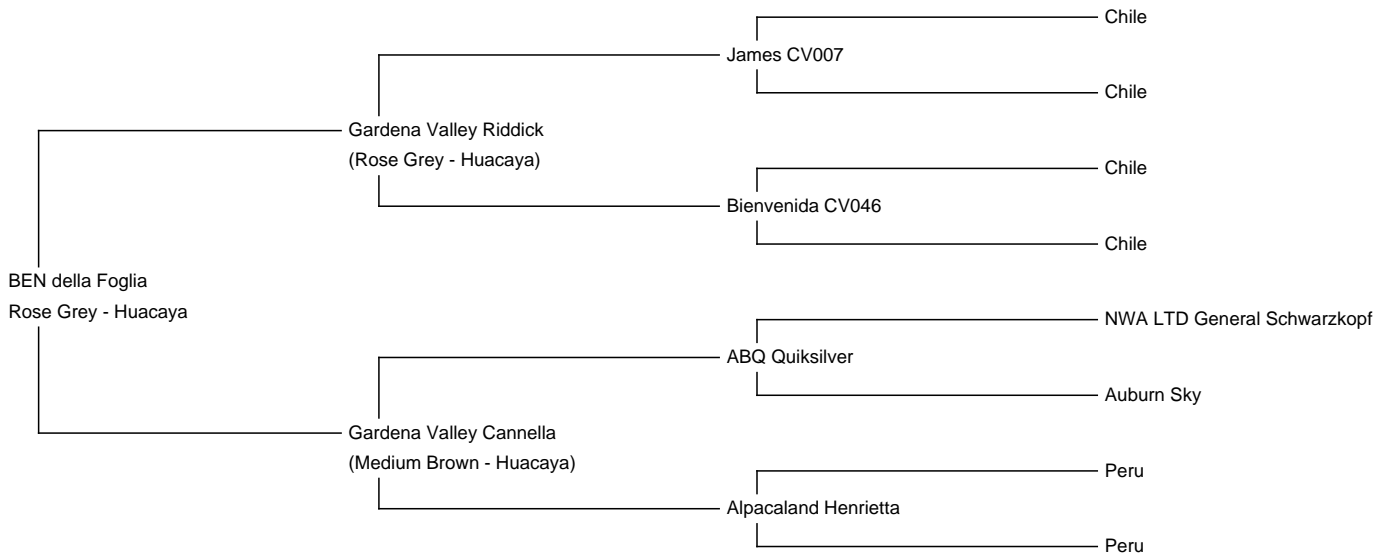 Chile
James CV007
Chile
Gardena Valley Riddick
(Rose Grey - Huacaya)
Chile
Bienvenida CV046
Chile
BEN della Foglia
Rose Grey - Huacaya
NWA LTD General Schwarzkopf
ABQ Quiksilver
Auburn Sky
Gardena Valley Cannella
(Medium Brown - Huacaya)
Peru
Alpacaland Henrietta
Peru